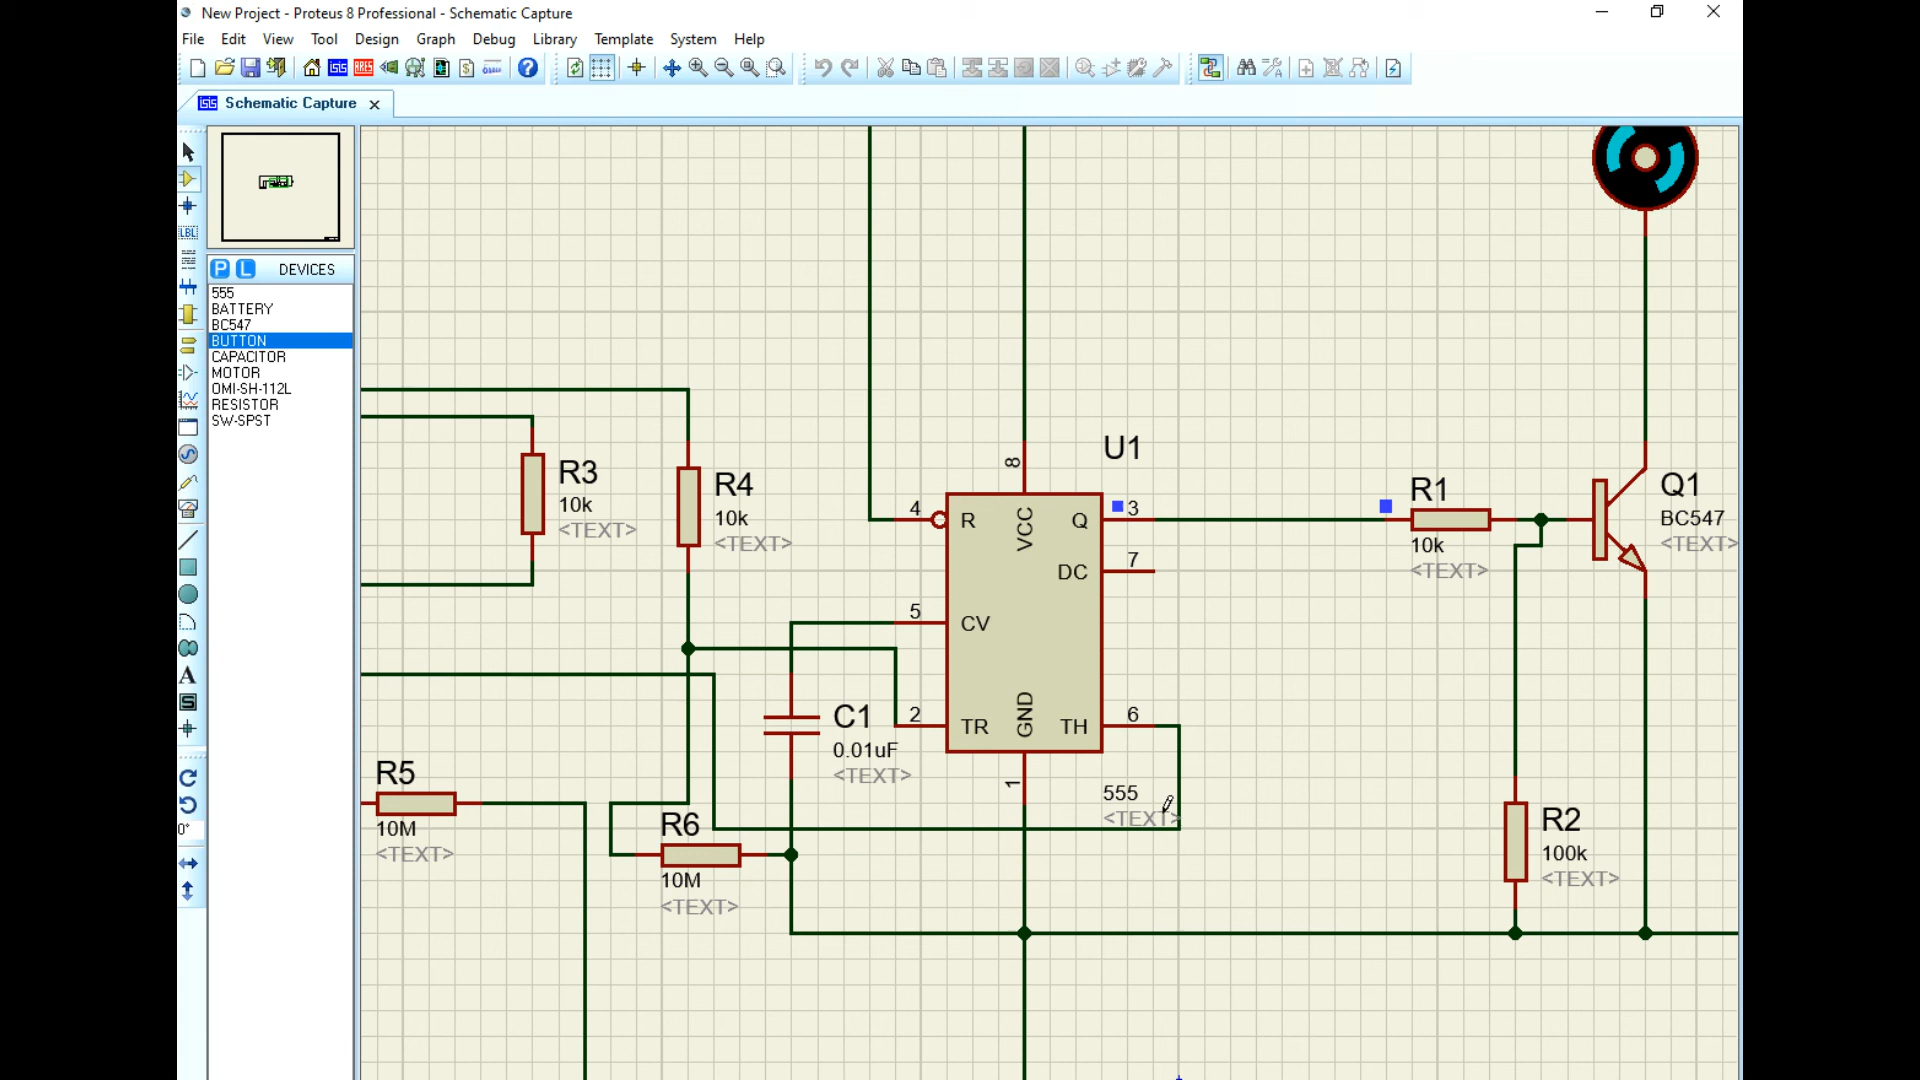 New Project - Proteus 8 Professional - Schematic Capture
File Edit View Tool Design Graph Debug Library Template System Help
Schematic Capture
P L DEVICES
555
BATTERY
BC547
BUTTON
CAPACITOR
MOTOR
OMI-SH-112L
RESISTOR
SW-SPST
LBL
A
S
0°
R3
10k
<TEXT>
R4
10k
<TEXT>
U1
8
4 R
VCC
Q 3
DC 7
5 CV
2 TR
GND
TH 6
1
555
<TEXT>
C1
0.01uF
<TEXT>
R5
10M
<TEXT>
R6
10M
<TEXT>
R1
10k
<TEXT>
Q1
BC547
<TEXT>
R2
100k
<TEXT>